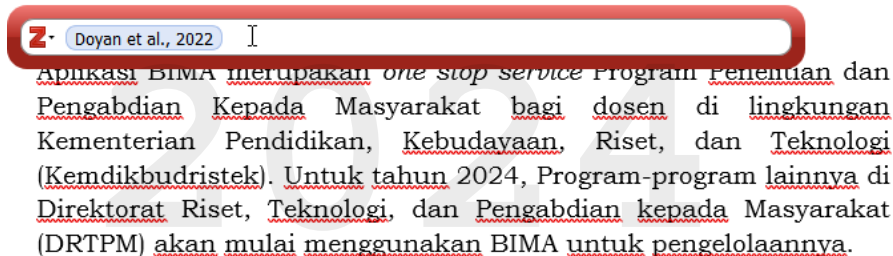 Z Doyan et al., 2022
Aplikasi BIMA merupakan one stop service Program Penelitian dan
Pengabdian Kepada Masyarakat bagi dosen di lingkungan
Kementerian Pendidikan, Kebudayaan, Riset, dan Teknologi
(Kemdikbudristek). Untuk tahun 2024, Program-program lainnya di
Direktorat Riset, Teknologi, dan Pengabdian kepada Masyarakat
(DRTPM) akan mulai menggunakan BIMA untuk pengelolaannya.
2024